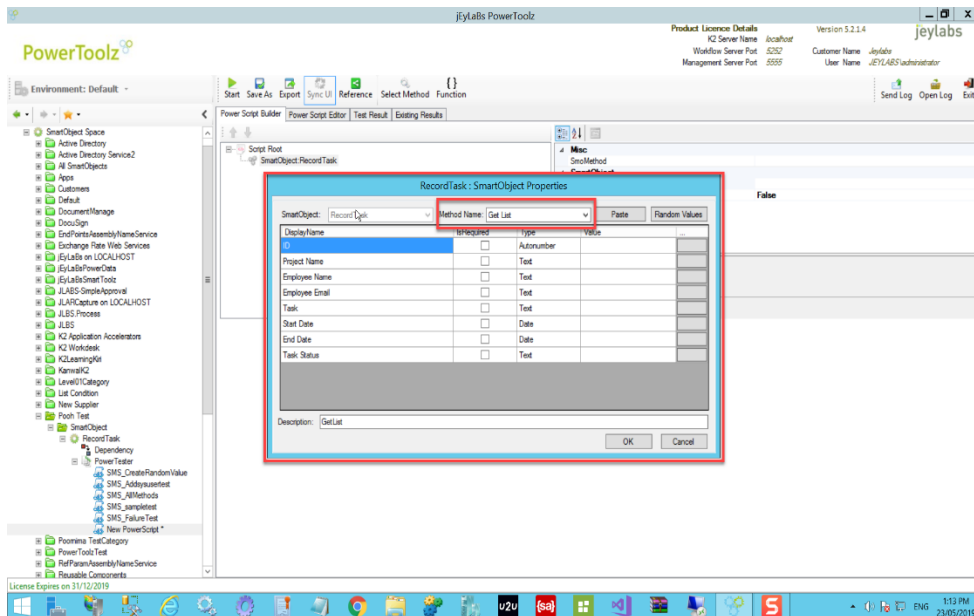 jEyLaBs PowerToolz
PowerToolz
Product Licence Details
K2 Server Name localhost
Workflow Server Port 5252
Management Server Port 5555
Version 5.2.1.4
Customer Name Jeylabs
User Name JEYLABS\administrator
jeylabs
Environment: Default
Start Save As Export Sync UI Reference Select Method Function
Send Log Open Log Exit
Power Script Builder Power Script Editor Test Result Existing Results
SmartObject Space
Active Directory
Active Directory Service2
All SmartObjects
Apps
Customers
Default
DocumentManage
DocuSign
EndPointsAssemblyNameService
Exchange Rate Web Services
jEyLaBs on LOCALHOST
jEyLaBsPowerData
jEyLaBsSmartToolz
JLABS-SimpleApproval
JLARCapture on LOCALHOST
JLBS.Process
JLBS
K2 Application Accelerators
K2 Workdesk
K2LearningKit
KanwalK2
Level01Category
List Condtion
New Supplier
Pooh Test
SmartObject
RecordTask
Dependency
PowerTester
SMS_CreateRandomValue
SMS_Addsysusertest
SMS_AllMethods
SMS_sampletest
SMS_FailureTest
New PowerScript *
Poornima TestCategory
PowerToolzTest
RefParamAssemblyNameService
Reusable Components
Script Root
SmartObject:RecordTask
Misc
SmoMethod
SmartObject
False
RecordTask : SmartObject Properties
SmartObject: RecordTask Method Name: Get List Paste Random Values
DisplayName IsRequired Type Value ...
ID Autonumber
Project Name Text
Employee Name Text
Employee Email Text
Task Text
Start Date Date
End Date Date
Task Status Text
Description: GetList
OK Cancel
License Expires on 31/12/2019
u2u {sa} S
ENG 1:13 PM
23/05/2019